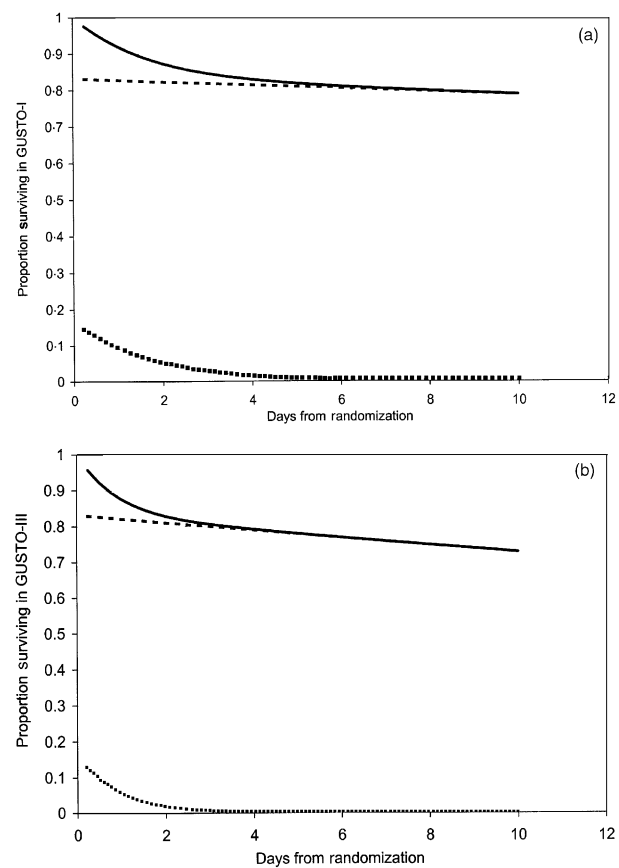 (a)
Proportion surviving in GUSTO-I
1
0·9
0·8
0·7
0·6
0·5
0·4
0·3
0·2
0·1
0
0 2 4 6 8 10 12
Days from randomization
(b)
Proportion surviving in GUSTO-III
1
0.9
0.8
0.7
0.6
0.5
0.4
0.3
0.2
0.1
0
0 2 4 6 8 10 12
Days from randomization